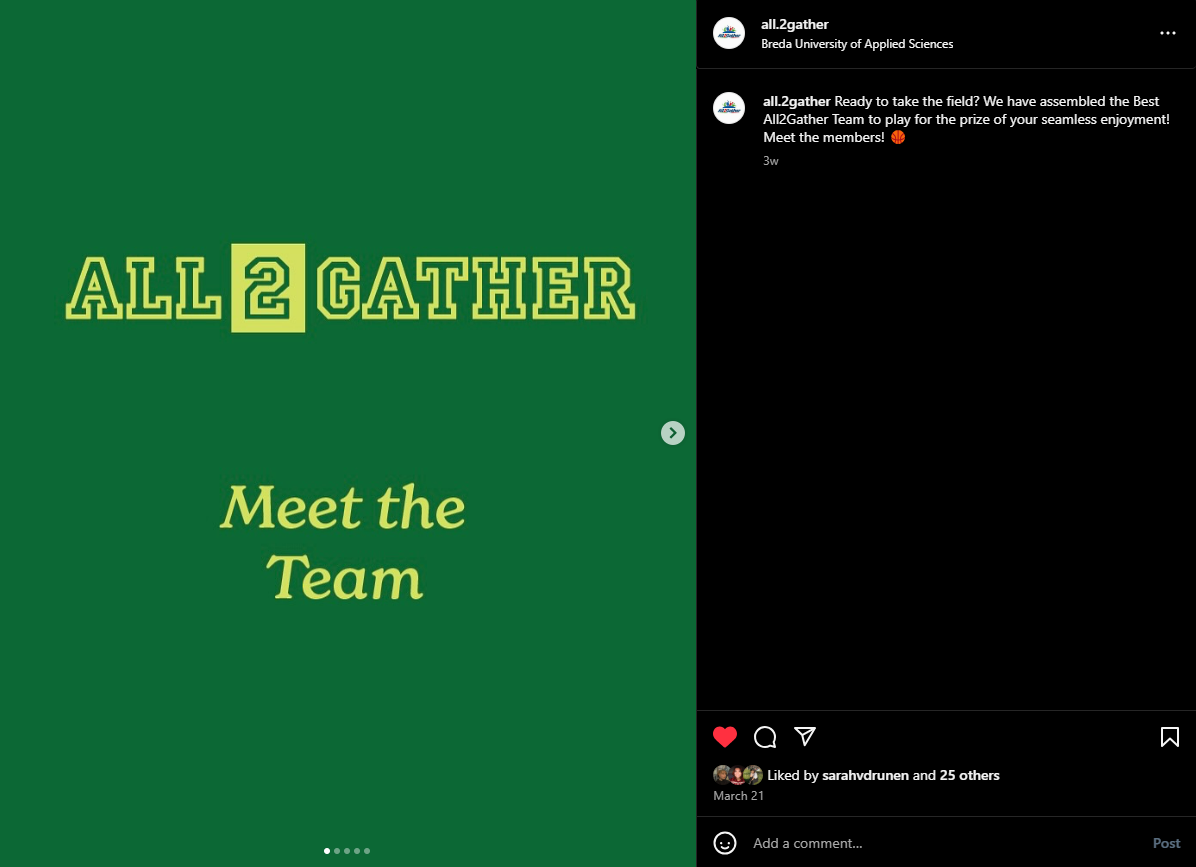 ALL 2 GATHER
Meet the
Team
all.2gather
Breda University of Applied Sciences
all.2gather Ready to take the field? We have assembled the Best
All2Gather Team to play for the prize of your seamless enjoyment!
Meet the members! 🏀
3w
Liked by sarahvdrunen and 25 others
March 21
Add a comment...
Post